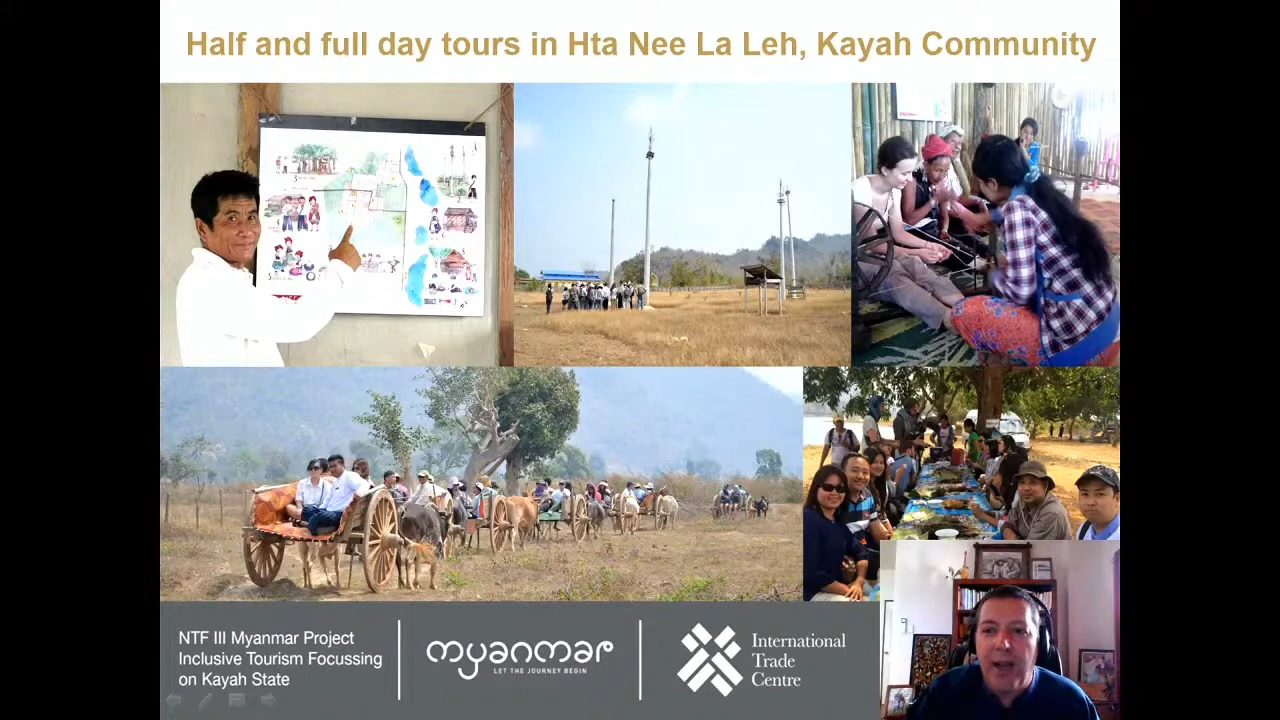 Half and full day tours in Hta Nee La Leh, Kayah Community
NTF III Myanmar Project
Inclusive Tourism Focussing
on Kayah State
myanmar
LET THE JOURNEY BEGIN
International
Trade
Centre